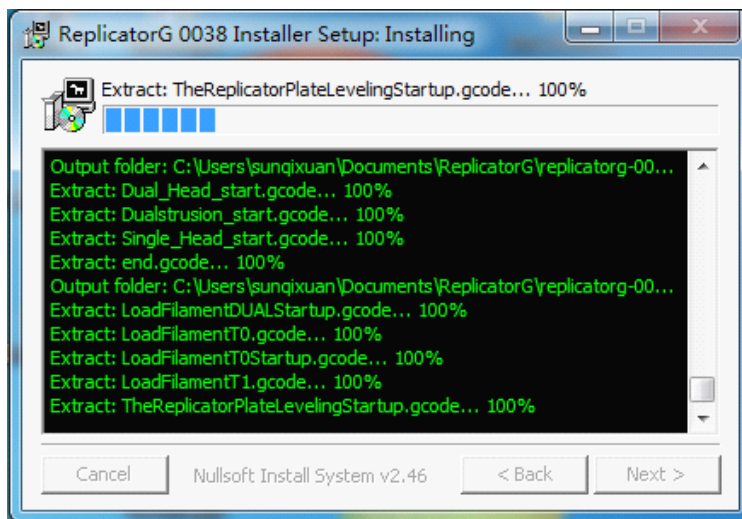 ReplicatorG 0038 Installer Setup: Installing
Extract: TheReplicatorPlateLevelingStartup.gcode... 100%
Output folder: C:\Users\sunqixuan\Documents\ReplicatorG\replicatorg-00...
Extract: Dual_Head_start.gcode... 100%
Extract: Dualstrusion_start.gcode... 100%
Extract: Single_Head_start.gcode... 100%
Extract: end.gcode... 100%
Output folder: C:\Users\sunqixuan\Documents\ReplicatorG\replicatorg-00...
Extract: LoadFilamentDUALStartup.gcode... 100%
Extract: LoadFilamentT0.gcode... 100%
Extract: LoadFilamentT0Startup.gcode... 100%
Extract: LoadFilamentT1.gcode... 100%
Extract: TheReplicatorPlateLevelingStartup.gcode... 100%
Cancel Nullsoft Install System v2.46 < Back Next >